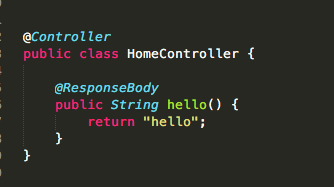 @Controller
public class HomeController {
    @ResponseBody
    public String hello() {
        return "hello";
    }
}